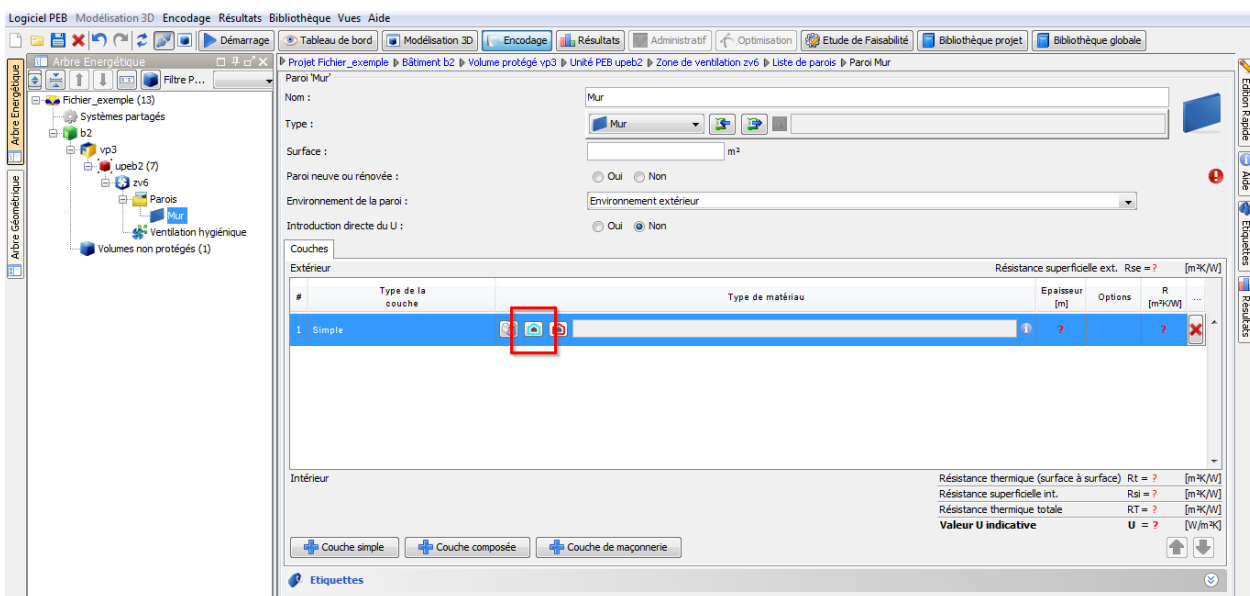 Logiciel PEB Modélisation 3D Encodage Résultats Bibliothèque Vues Aide
Démarrage Tableau de bord Modélisation 3D Encodage Résultats Administratif Optimisation Etude de Faisabilité Bibliothèque projet Bibliothèque globale
Arbre Energétique
Projet Fichier_exemple Bâtiment b2 Volume protégé vp3 Unité PEB upeb2 Zone de ventilation zv6 Liste de parois Paroi Mur
Filtre P...
Arbre Energétique
Arbre Géométrique
Fichier_exemple (13)
Systèmes partagés
b2
vp3
upeb2 (7)
zv6
Parois
Mur
Ventilation hygiénique
Volumes non protégés (1)
Paroi 'Mur'
Nom : Mur
Type : Mur
Surface : m²
Paroi neuve ou rénovée : Oui Non
Environnement de la paroi : Environnement extérieur
Introduction directe du U : Oui Non
Couches
Extérieur Résistance superficielle ext. Rse = ? [m²K/W]
# Type de la couche Type de matériau Epaisseur [m] Options R [m²K/W] ...
1 Simple ? ?
Intérieur Résistance thermique (surface à surface) Rt = ? [m²K/W]
Résistance superficielle int. Rsi = ? [m²K/W]
Résistance thermique totale RT = ? [m²K/W]
Valeur U indicative U = ? [W/m²K]
Couche simple Couche composée Couche de maçonnerie
Etiquettes
Edition Rapide
Aide
Etiquettes
Résultats